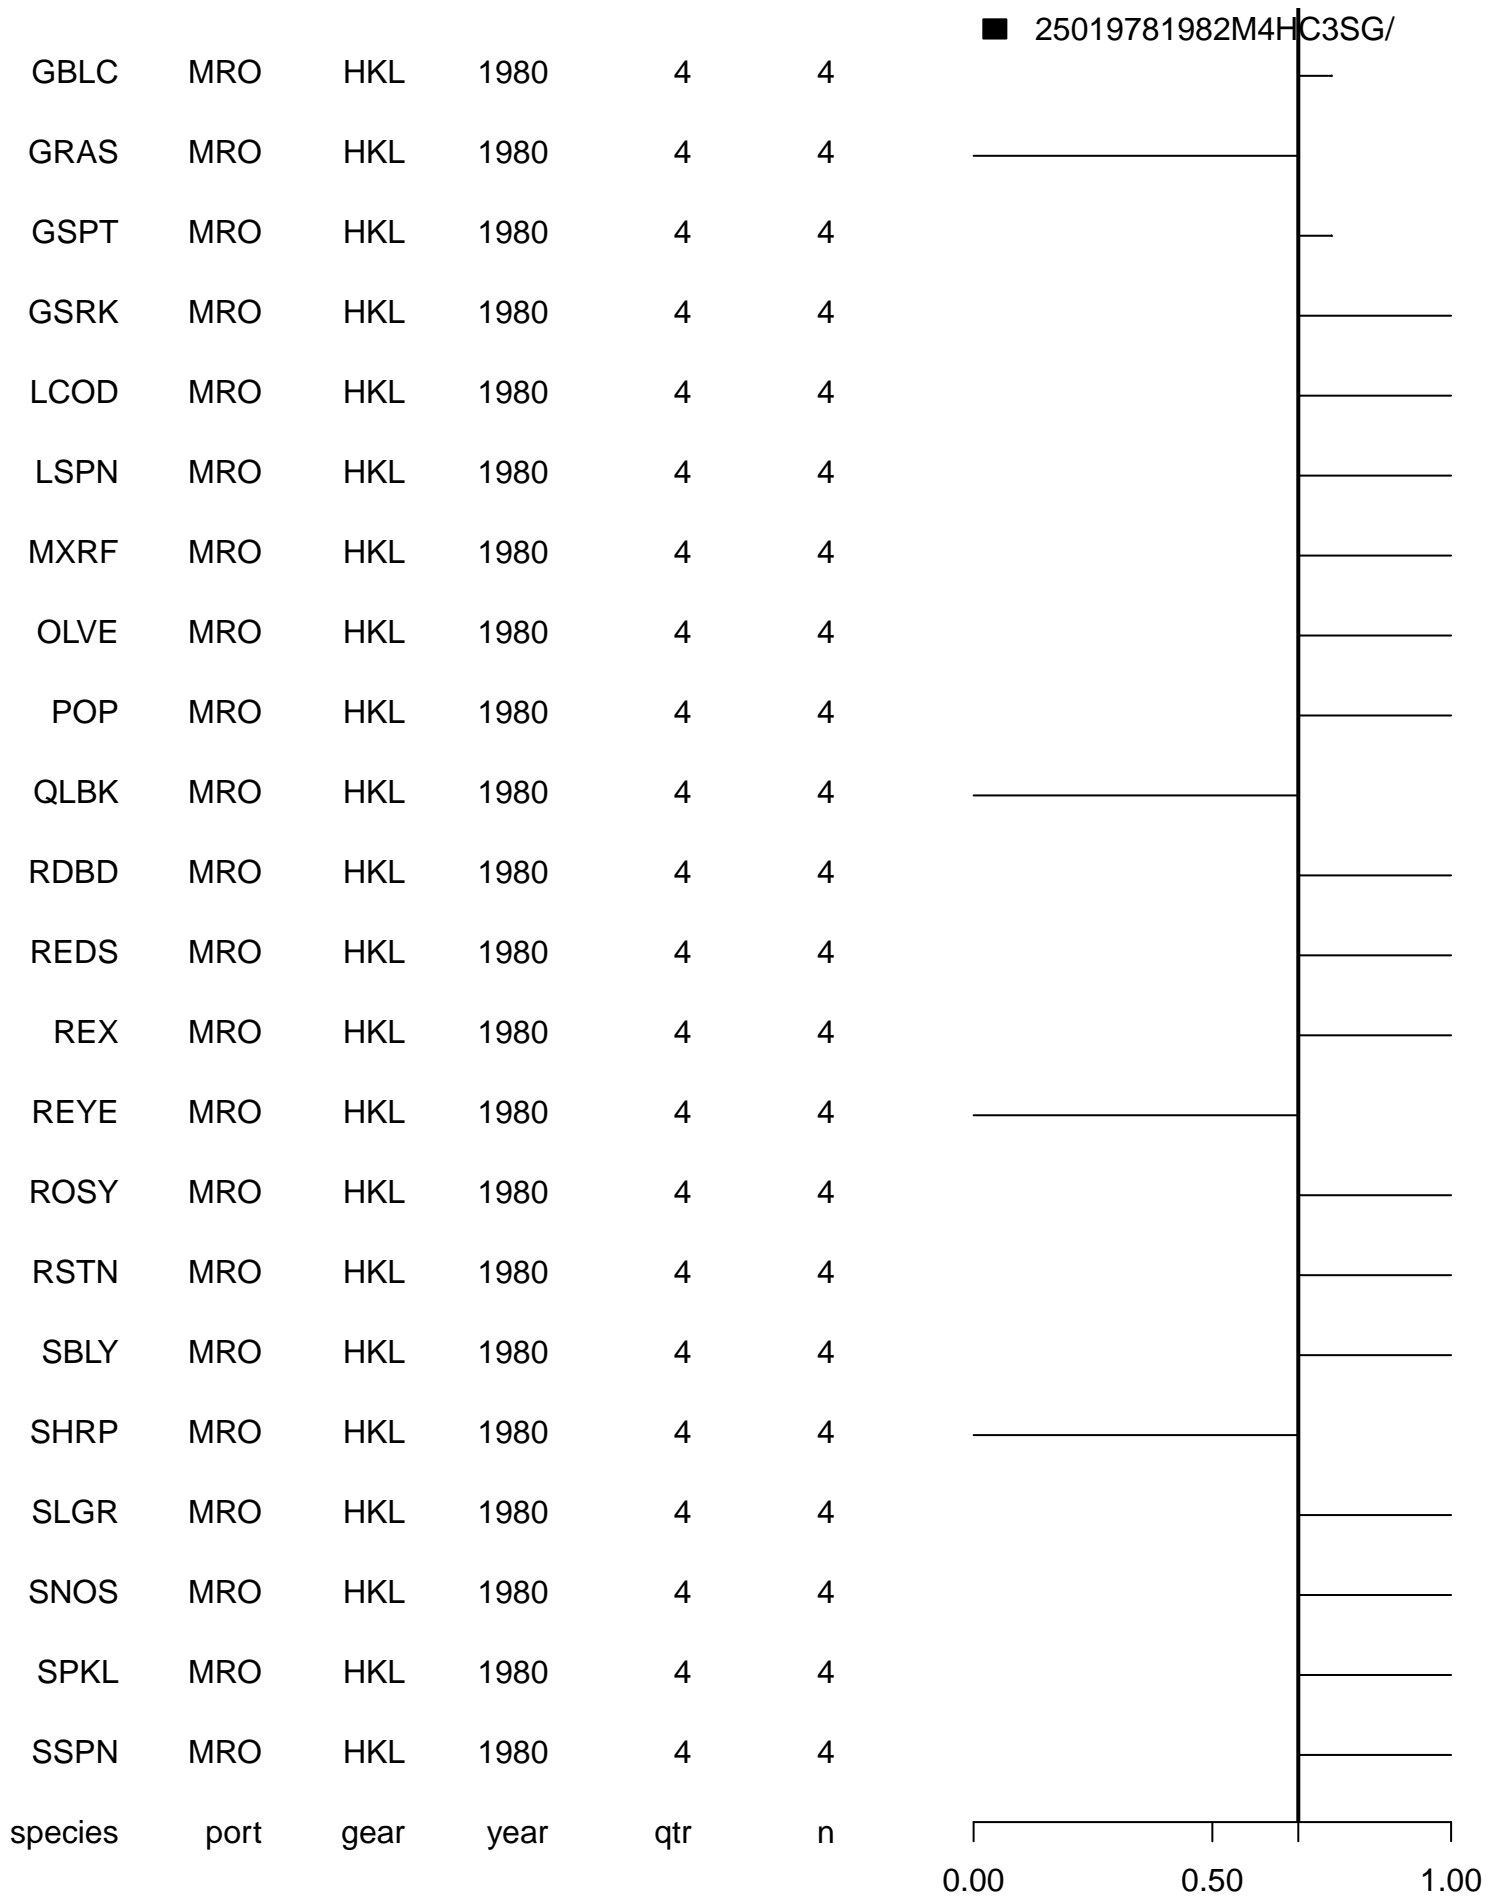 25019781982M4HC3SG/
GBLC MRO HKL 1980 4 4
GRAS MRO HKL 1980 4 4
GSPT MRO HKL 1980 4 4
GSRK MRO HKL 1980 4 4
LCOD MRO HKL 1980 4 4
LSPN MRO HKL 1980 4 4
MXRF MRO HKL 1980 4 4
OLVE MRO HKL 1980 4 4
POP MRO HKL 1980 4 4
QLBK MRO HKL 1980 4 4
RDBD MRO HKL 1980 4 4
REDS MRO HKL 1980 4 4
REX MRO HKL 1980 4 4
REYE MRO HKL 1980 4 4
ROSY MRO HKL 1980 4 4
RSTN MRO HKL 1980 4 4
SBLY MRO HKL 1980 4 4
SHRP MRO HKL 1980 4 4
SLGR MRO HKL 1980 4 4
SNOS MRO HKL 1980 4 4
SPKL MRO HKL 1980 4 4
SSPN MRO HKL 1980 4 4
species port gear year qtr n
0.00 0.50 1.00